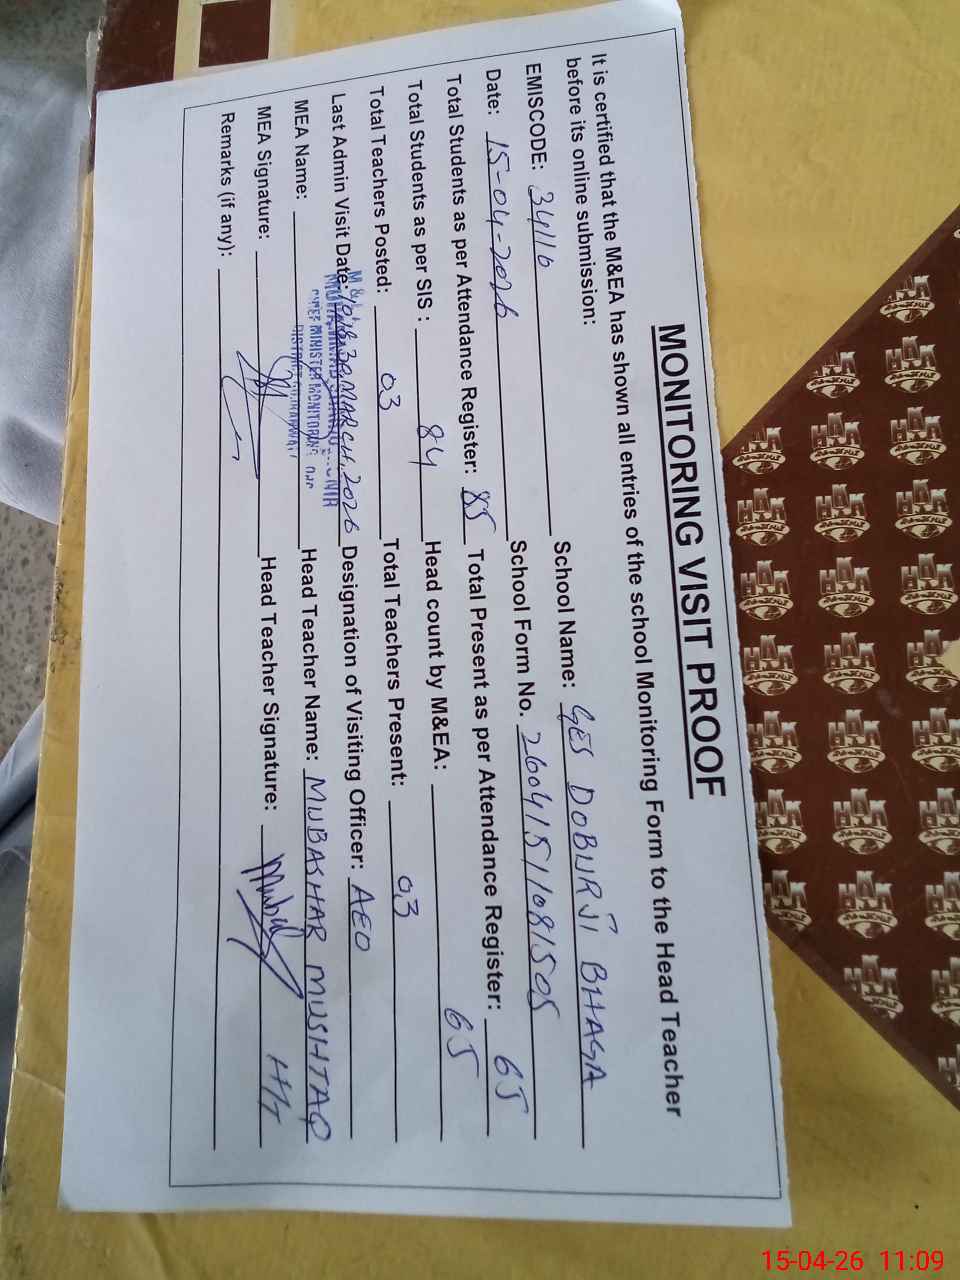 MONITORING VISIT PROOF
It is certified that the M&EA has shown all entries of the school Monitoring Form to the Head Teacher
before its online submission:
EMISCODE: 34116 School Name: GES DOBURJI BHAGA
Date: 15-04-2026 School Form No. 2604151081505
Total Students as per Attendance Register: 85 Total Present as per Attendance Register: 65
Total Students as per SIS : 84 Head count by M&EA: 65
Total Teachers Posted: 03 Total Teachers Present: 03
Last Admin Visit Date: 30, MARCH, 2026 Designation of Visiting Officer: AEO
MEA Name: Head Teacher Name: MUBASHAR MUSHTAQ
MEA Signature: Head Teacher Signature:
Remarks (if any):
15-04-26 11:09